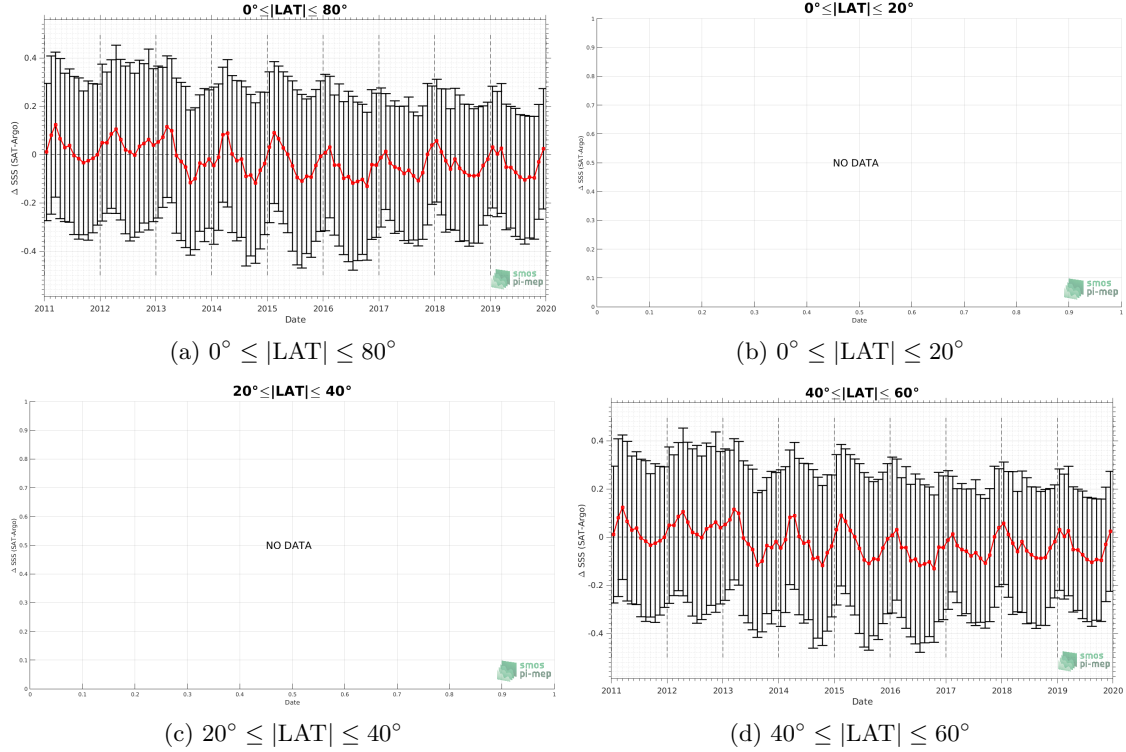 0°≤|LAT|≤ 80°
0.4
0.2
0
-0.2
-0.4
Δ SSS (SAT-Argo)
2011 2012 2013 2014 2015 2016 2017 2018 2019 2020
Date
smos
pi-mep
(a) 0° ≤ |LAT| ≤ 80°
0°≤|LAT|≤ 20°
1
0.9
0.8
0.7
0.6
0.5
0.4
0.3
0.2
0.1
0
Δ SSS (SAT-Argo)
NO DATA
0 0.1 0.2 0.3 0.4 0.5 0.6 0.7 0.8 0.9 1
Date
smos
pi-mep
(b) 0° ≤ |LAT| ≤ 20°
20°≤|LAT|≤ 40°
1
0.9
0.8
0.7
0.6
0.5
0.4
0.3
0.2
0.1
0
Δ SSS (SAT-Argo)
NO DATA
0 0.1 0.2 0.3 0.4 0.5 0.6 0.7 0.8 0.9 1
Date
smos
pi-mep
(c) 20° ≤ |LAT| ≤ 40°
40°≤|LAT|≤ 60°
0.4
0.2
0
-0.2
-0.4
Δ SSS (SAT-Argo)
2011 2012 2013 2014 2015 2016 2017 2018 2019 2020
Date
smos
pi-mep
(d) 40° ≤ |LAT| ≤ 60°